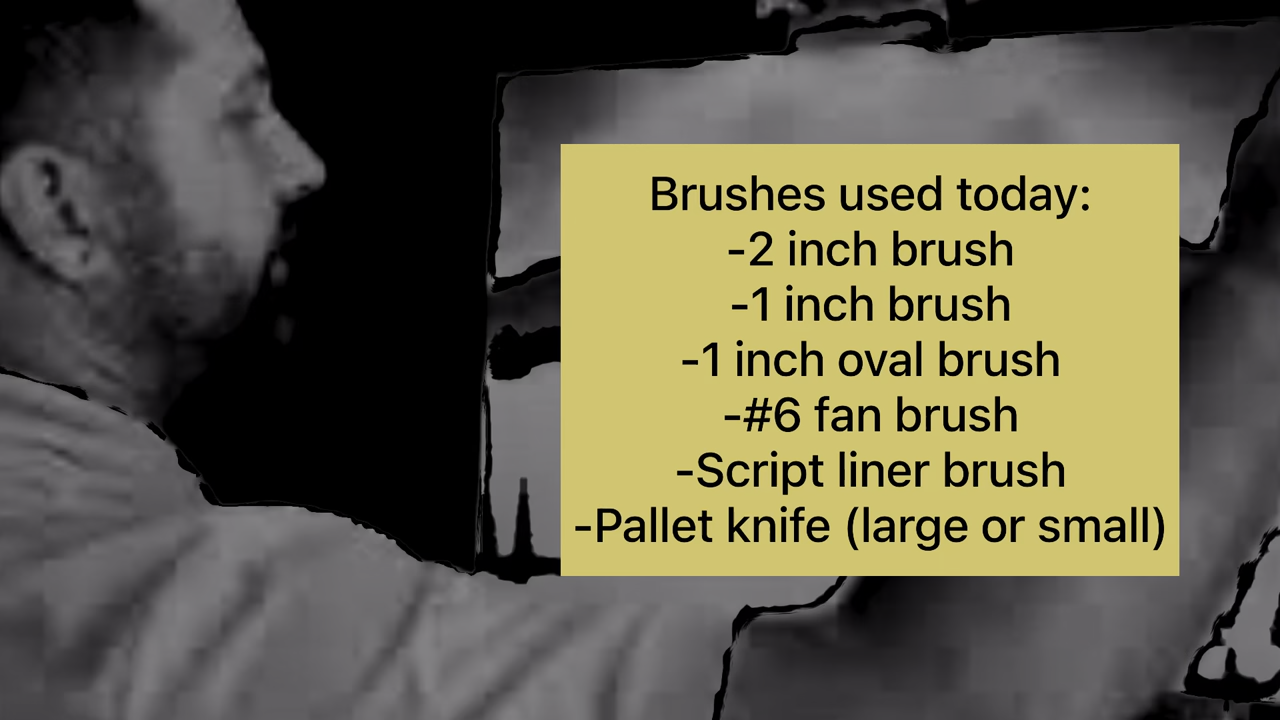 Brushes used today:
-2 inch brush
-1 inch brush
-1 inch oval brush
-#6 fan brush
-Script liner brush
-Pallet knife (large or small)